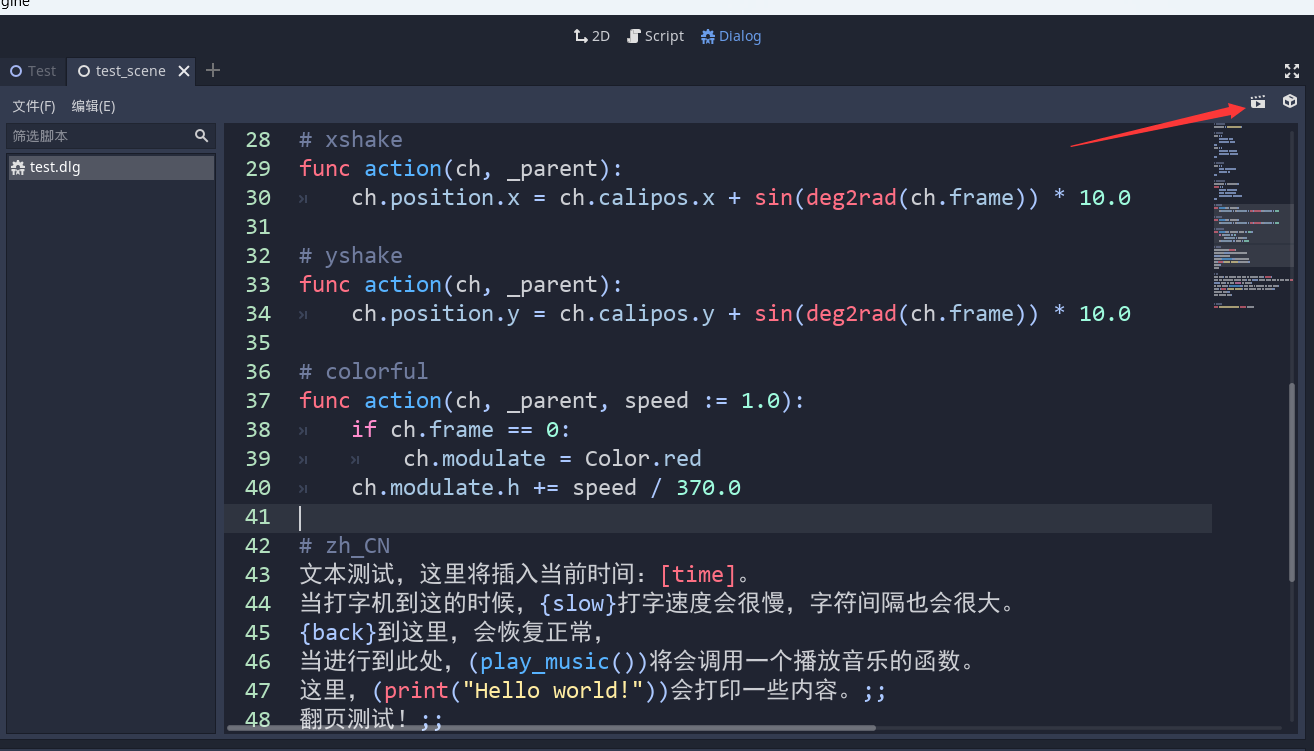 gine
2D Script Dialog
Test test_scene
文件(F) 编辑(E)
筛选脚本
test.dlg
28 # xshake
29 func action(ch, _parent):
30 ch.position.x = ch.calipos.x + sin(deg2rad(ch.frame)) * 10.0
31
32 # yshake
33 func action(ch, _parent):
34 ch.position.y = ch.calipos.y + sin(deg2rad(ch.frame)) * 10.0
35
36 # colorful
37 func action(ch, _parent, speed := 1.0):
38 if ch.frame == 0:
39 ch.modulate = Color.red
40 ch.modulate.h += speed / 370.0
41
42 # zh_CN
43 文本测试，这里将插入当前时间：[time]。
44 当打字机到这的时候，{slow}打字速度会很慢，字符间隔也会很大。
45 {back}到这里，会恢复正常，
46 当进行到此处，(play_music())将会调用一个播放音乐的函数。
47 这里，(print("Hello world!"))会打印一些内容。;;
48 翻页测试！;;